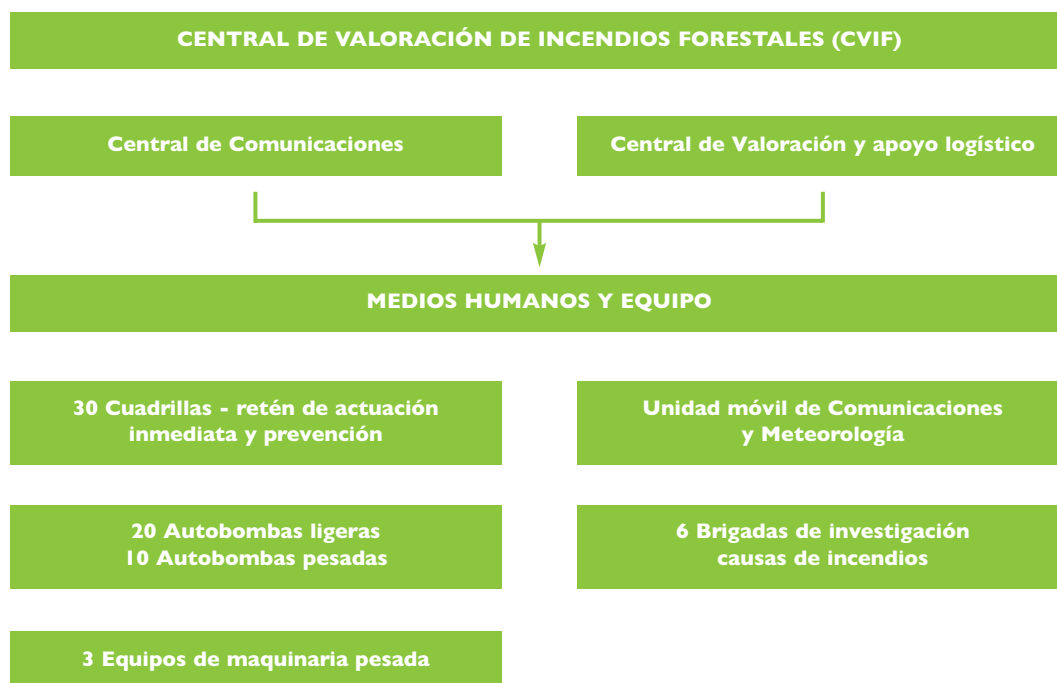 CENTRAL DE VALORACIÓN DE INCENDIOS FORESTALES (CVIF)
Central de Comunicaciones
Central de Valoración y apoyo logístico
MEDIOS HUMANOS Y EQUIPO
30 Cuadrillas - retén de actuación
inmediata y prevención
Unidad móvil de Comunicaciones
y Meteorología
20 Autobombas ligeras
10 Autobombas pesadas
6 Brigadas de investigación
causas de incendios
3 Equipos de maquinaria pesada